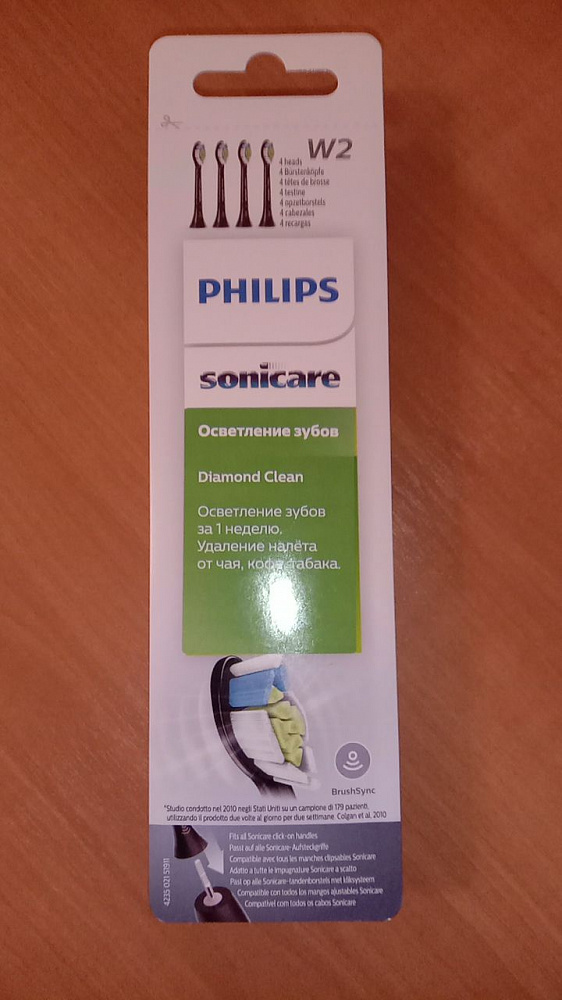 W2
4 heads
4 Bürstenköpfe
4 têtes de brosse
4 testine
4 opzetborstels
4 cabezales
4 recargas
PHILIPS
sonicare
Осветление зубов
Diamond Clean
Осветление зубов
за 1 неделю.
Удаление налёта
от чая, кофе, табака.
BrushSync
*Studio condotto nel 2010 negli Stati Uniti su un campione di 179 pazienti,
utilizzando il prodotto due volte al giorno per due settimane. Colgan et al. 2010
Fits all Sonicare click-on handles
Passt auf alle Sonicare-Aufsteckgriffe
Compatible avec tous les manches clipsables Sonicare
Adatto a tutte le impugnature Sonicare a scatto
Past op alle Sonicare-tandenborstels met kliksysteem
Compatible con todos los mangos ajustables Sonicare
Compatível com todos os cabos Sonicare
4235 021 51911